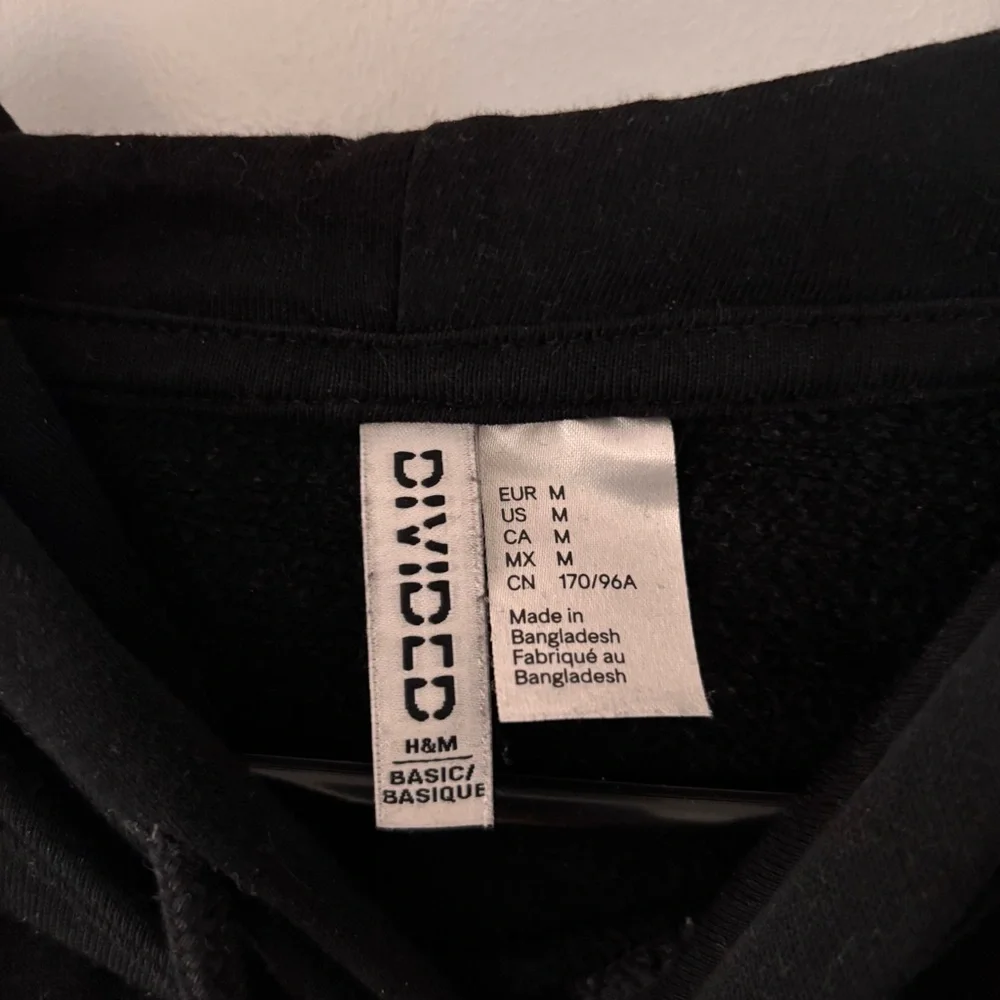 DIVIDED
H&M
BASIC/
BASIQUE
EUR M
US M
CA M
MX M
CN 170/96A
Made in
Bangladesh
Fabriqué au
Bangladesh